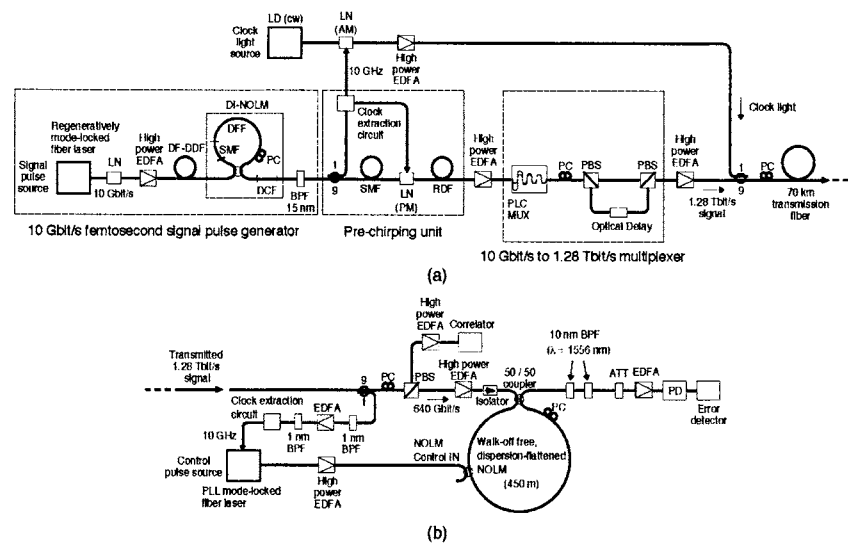 LD (cw)
LN
(AM)
Clock
light
source
High
power
EDFA
10 GHz
Clock light
DI-NOLM
DFF
SMF
PC
DCF
Regeneratively
mode-locked
fiber laser
Signal
pulse
source
LN
10 Gbit/s
High
power
EDFA
DF-DDF
BPF
15 nm
1
9
Clock
extraction
circuit
SMF
LN
(PM)
RDF
High
power
EDFA
PLC
MUX
PC
PBS
PBS
Optical Delay
High
power
EDFA
1.28 Tbit/s
signal
1
9
PC
70 km
transmission
fiber
10 Gbit/s femtosecond signal pulse generator
Pre-chirping unit
10 Gbit/s to 1.28 Tbit/s multiplexer
(a)
Transmitted
1.28 Tbit/s
signal
9
1
PC
PBS
High
power
EDFA
Correlator
640 Gbit/s
High power
EDFA
Isolator
50 / 50
coupler
PC
10 nm BPF
(λ = 1556 nm)
ATT
EDFA
PD
Error
detector
Clock extraction
circuit
EDFA
1 nm
BPF
1 nm
BPF
10 GHz
Control
pulse source
PLL mode-locked
fiber laser
High
power
EDFA
NOLM
Control IN
Walk-off free,
dispersion-flattened
NOLM
(450 m)
(b)